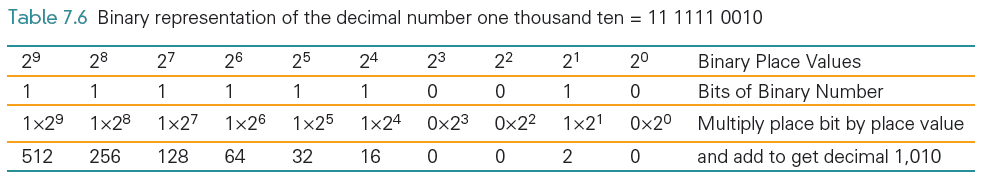 Table 7.6 Binary representation of the decimal number one thousand ten = 11 1111 0010
2⁹ 2⁸ 2⁷ 2⁶ 2⁵ 2⁴ 2³ 2² 2¹ 2⁰ Binary Place Values
1 1 1 1 1 1 0 0 1 0 Bits of Binary Number
1×2⁹ 1×2⁸ 1×2⁷ 1×2⁶ 1×2⁵ 1×2⁴ 0×2³ 0×2² 1×2¹ 0×2⁰ Multiply place bit by place value
512 256 128 64 32 16 0 0 2 0 and add to get decimal 1,010